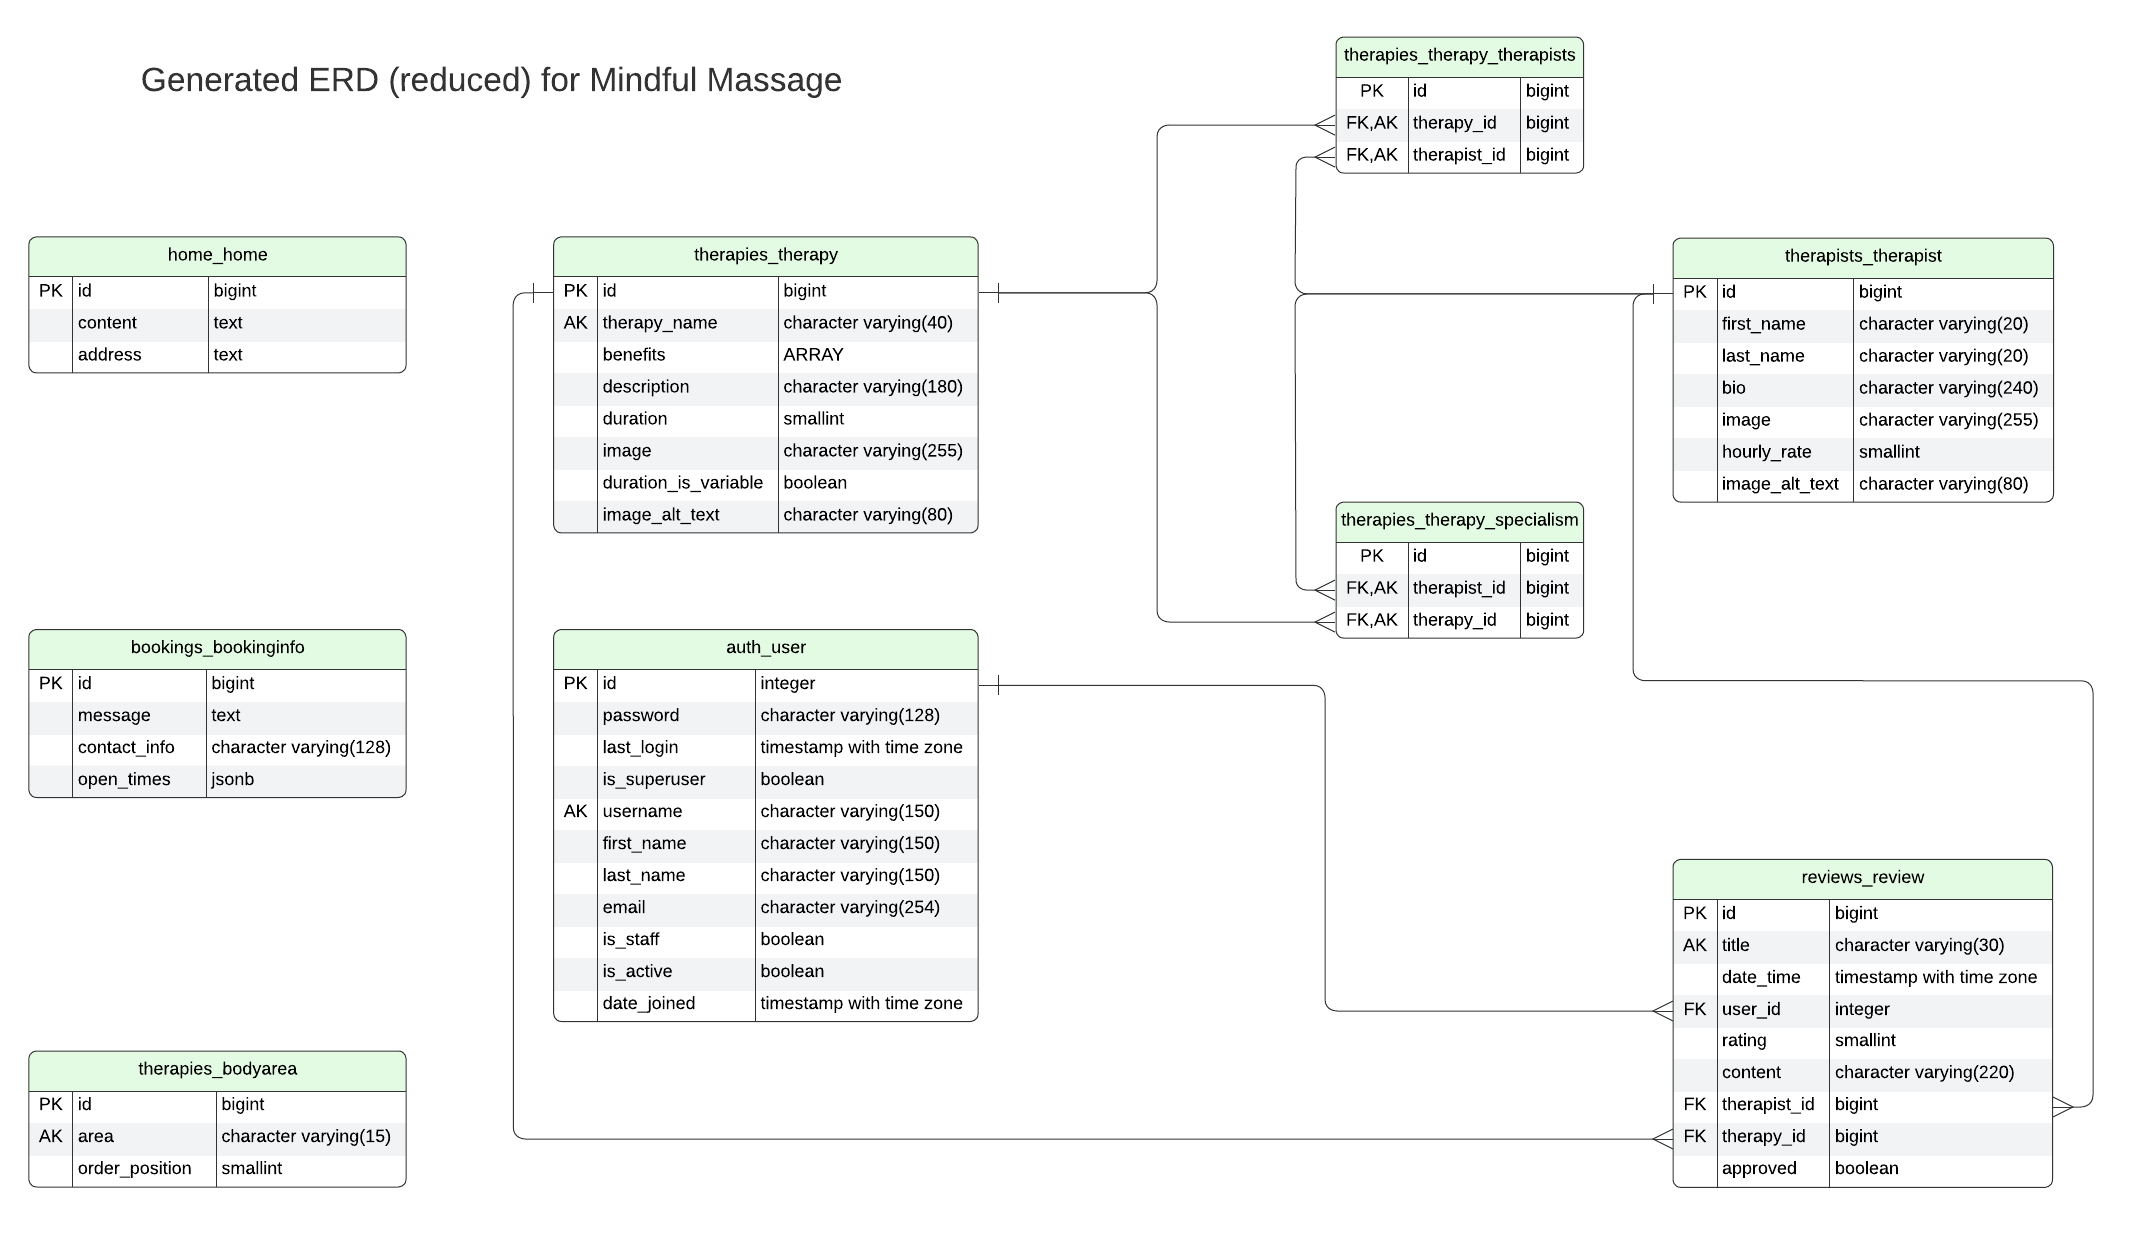 Generated ERD (reduced) for Mindful Massage
therapies_therapy_therapists
PK id bigint
FK,AK therapy_id bigint
FK,AK therapist_id bigint
home_home
PK id bigint
content text
address text
therapies_therapy
PK id bigint
AK therapy_name character varying(40)
benefits ARRAY
description character varying(180)
duration smallint
image character varying(255)
duration_is_variable boolean
image_alt_text character varying(80)
therapists_therapist
PK id bigint
first_name character varying(20)
last_name character varying(20)
bio character varying(240)
image character varying(255)
hourly_rate smallint
image_alt_text character varying(80)
therapies_therapy_specialism
PK id bigint
FK,AK therapist_id bigint
FK,AK therapy_id bigint
bookings_bookinginfo
PK id bigint
message text
contact_info character varying(128)
open_times jsonb
auth_user
PK id integer
password character varying(128)
last_login timestamp with time zone
is_superuser boolean
AK username character varying(150)
first_name character varying(150)
last_name character varying(150)
email character varying(254)
is_staff boolean
is_active boolean
date_joined timestamp with time zone
reviews_review
PK id bigint
AK title character varying(30)
date_time timestamp with time zone
FK user_id integer
rating smallint
content character varying(220)
FK therapist_id bigint
FK therapy_id bigint
approved boolean
therapies_bodyarea
PK id bigint
AK area character varying(15)
order_position smallint